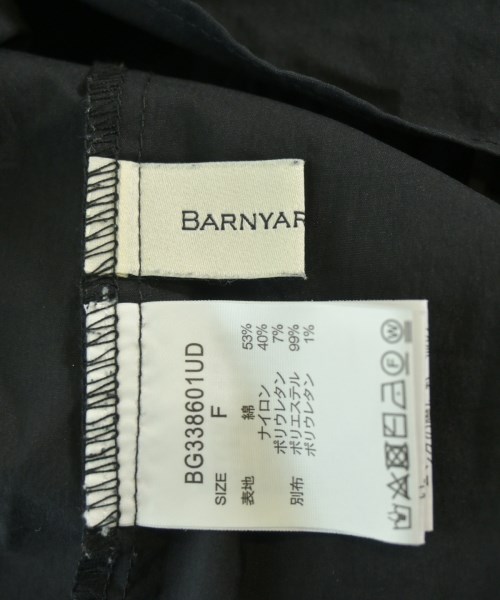 BARNYAR
BG338601UD
SIZE F
表地 綿 53%
ナイロン 40%
ポリウレタン 7%
別布 ポリエステル 99%
ポリウレタン 1%